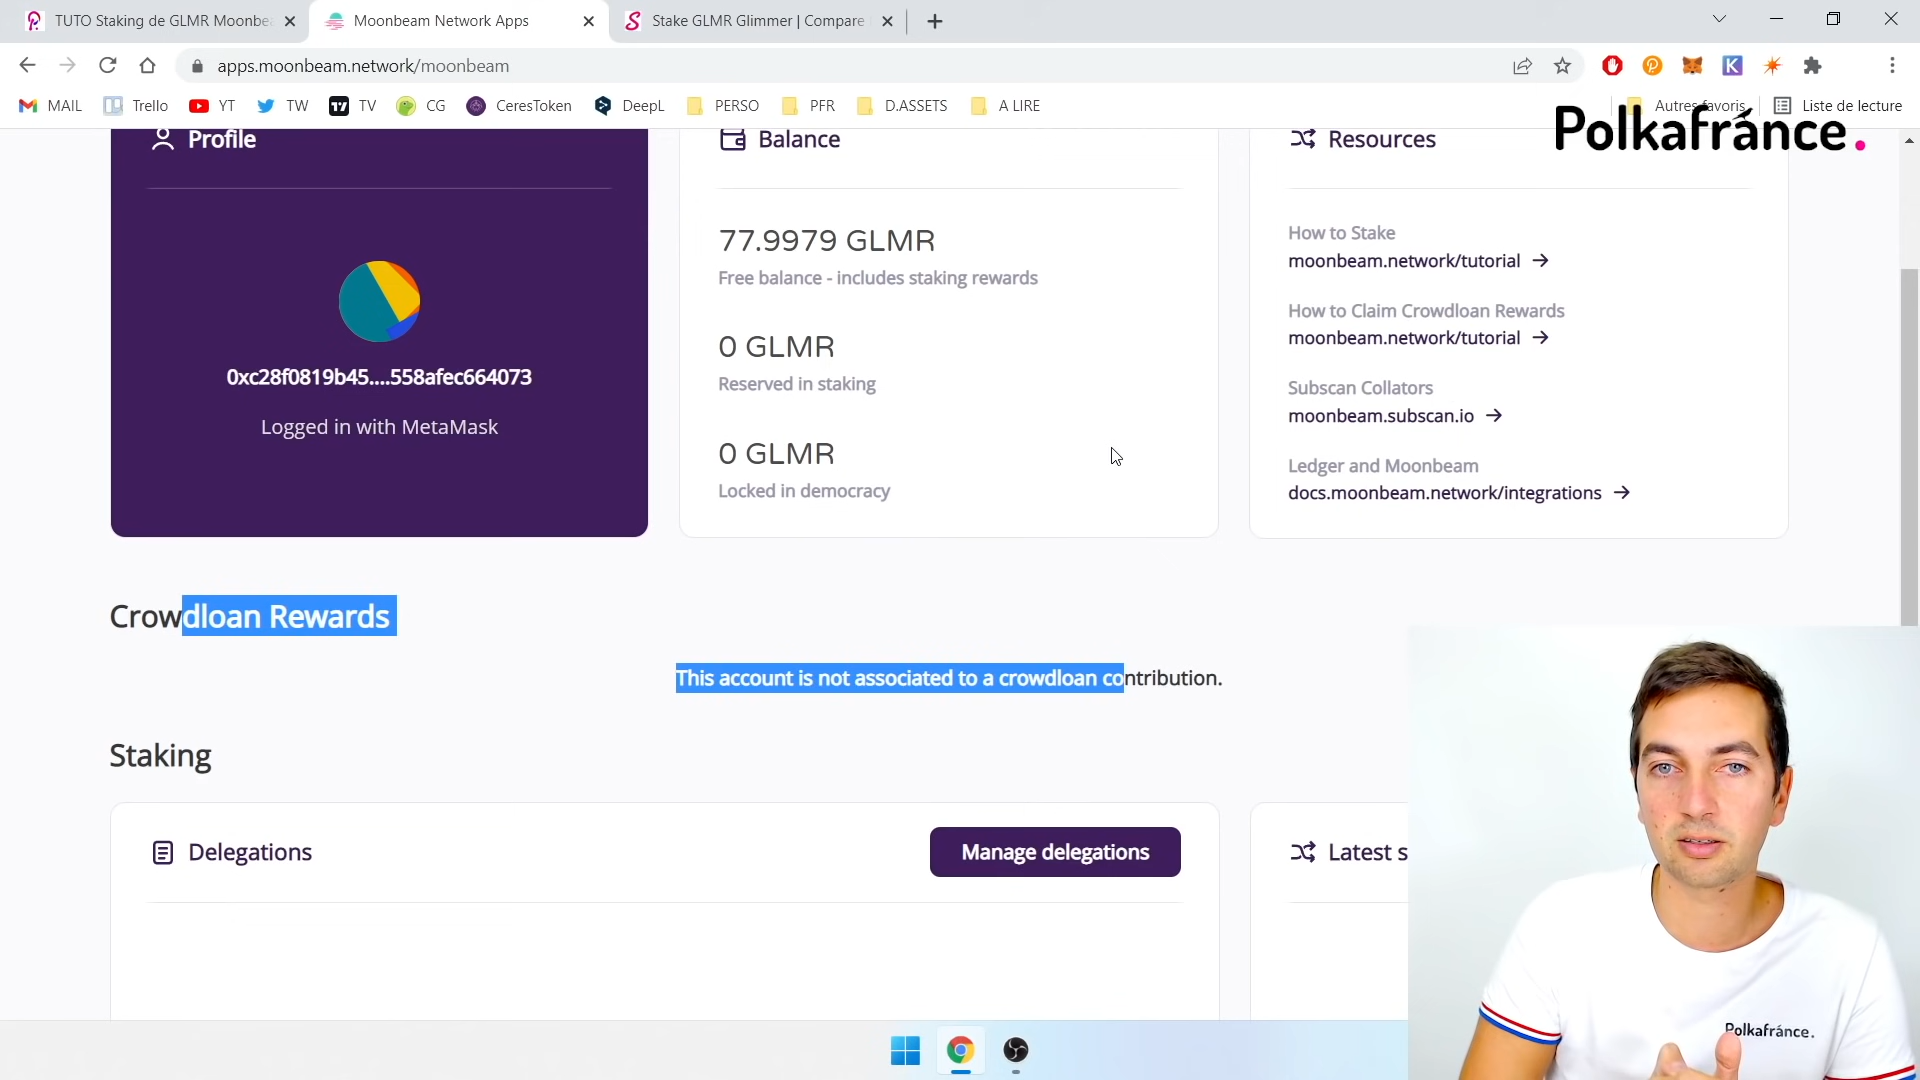 TUTO Staking de GLMR Moonbe
Moonbeam Network Apps
Stake GLMR Glimmer | Compare
apps.moonbeam.network/moonbeam
MAIL
Trello
YT
TW
TV
CG
CeresToken
DeepL
PERSO
PFR
D.ASSETS
A LIRE
Autres favoris
Liste de lecture
Polkafránce.
Profile
0xc28f0819b45....558afec664073
Logged in with MetaMask
Balance
77.9979 GLMR
Free balance - includes staking rewards
0 GLMR
Reserved in staking
0 GLMR
Locked in democracy
Resources
How to Stake
moonbeam.network/tutorial →
How to Claim Crowdloan Rewards
moonbeam.network/tutorial →
Subscan Collators
moonbeam.subscan.io →
Ledger and Moonbeam
docs.moonbeam.network/integrations →
Crowdloan Rewards
This account is not associated to a crowdloan contribution.
Staking
Delegations
Manage delegations
Latest s
Polkafránce.